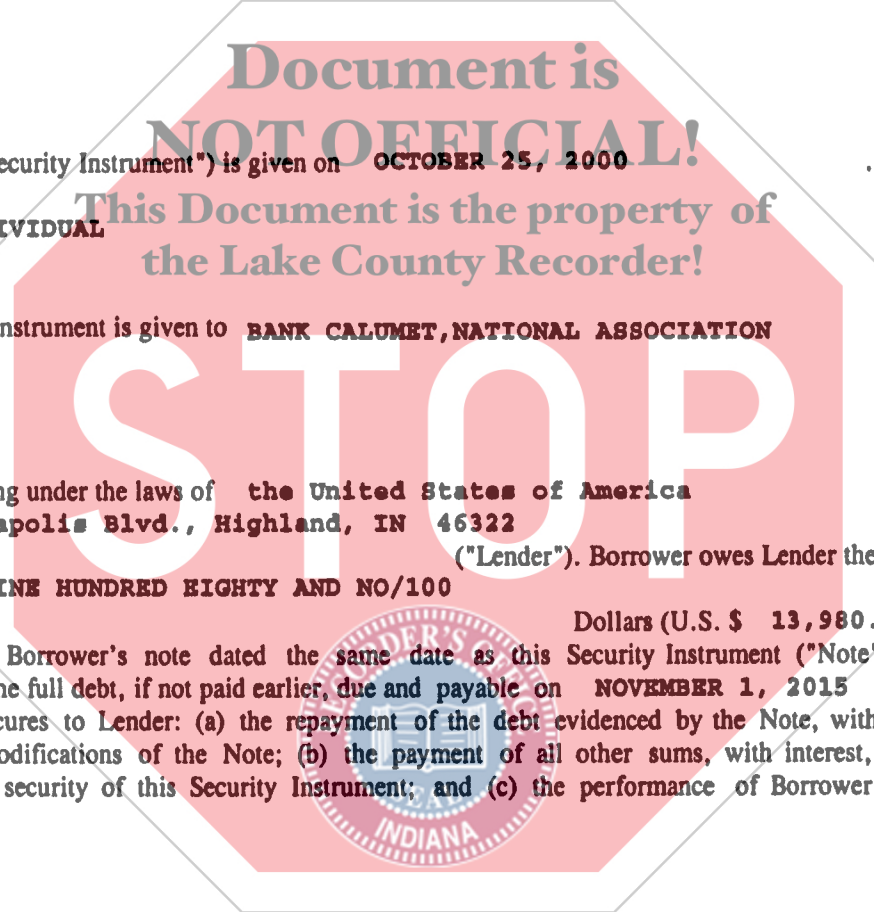 Document is
NOT OFFICIAL!
ecurity Instrument") is given on OCTOBER 25, 2000 .
This Document is the property of
IVIDUAL
the Lake County Recorder!
nstrument is given to BANK CALUMET, NATIONAL ASSOCIATION
STOP
ng under the laws of the United States of America
apolis Blvd., Highland, IN 46322
("Lender"). Borrower owes Lender the
INE HUNDRED EIGHTY AND NO/100
Dollars (U.S. $ 13,980.
Borrower's note dated the same date as this Security Instrument ("Note"
ne full debt, if not paid earlier, due and payable on NOVEMBER 1, 2015
cures to Lender: (a) the repayment of the debt evidenced by the Note, with
odifications of the Note; (b) the payment of all other sums, with interest,
security of this Security Instrument; and (c) the performance of Borrower
RECORDER'S OFFICE
SEAL
INDIANA